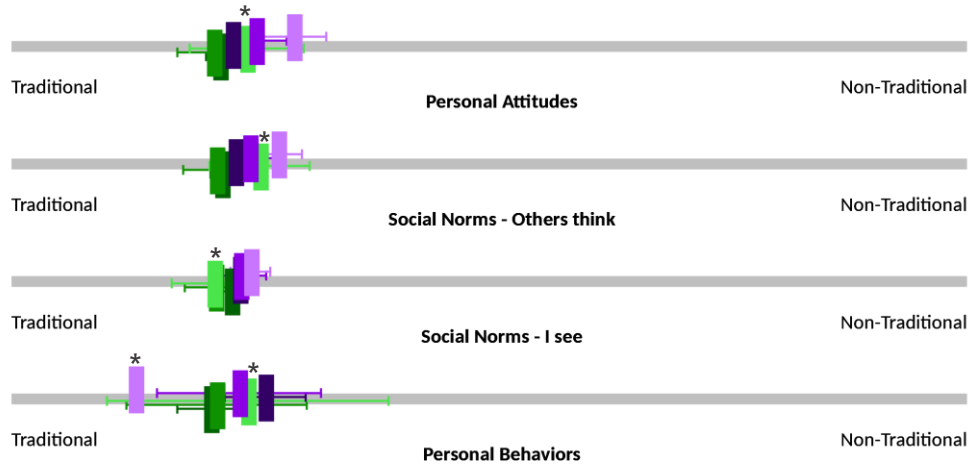 *
Traditional Non-Traditional
Personal Attitudes
*
Traditional Non-Traditional
Social Norms - Others think
*
Traditional Non-Traditional
Social Norms - I see
* *
Traditional Non-Traditional
Personal Behaviors